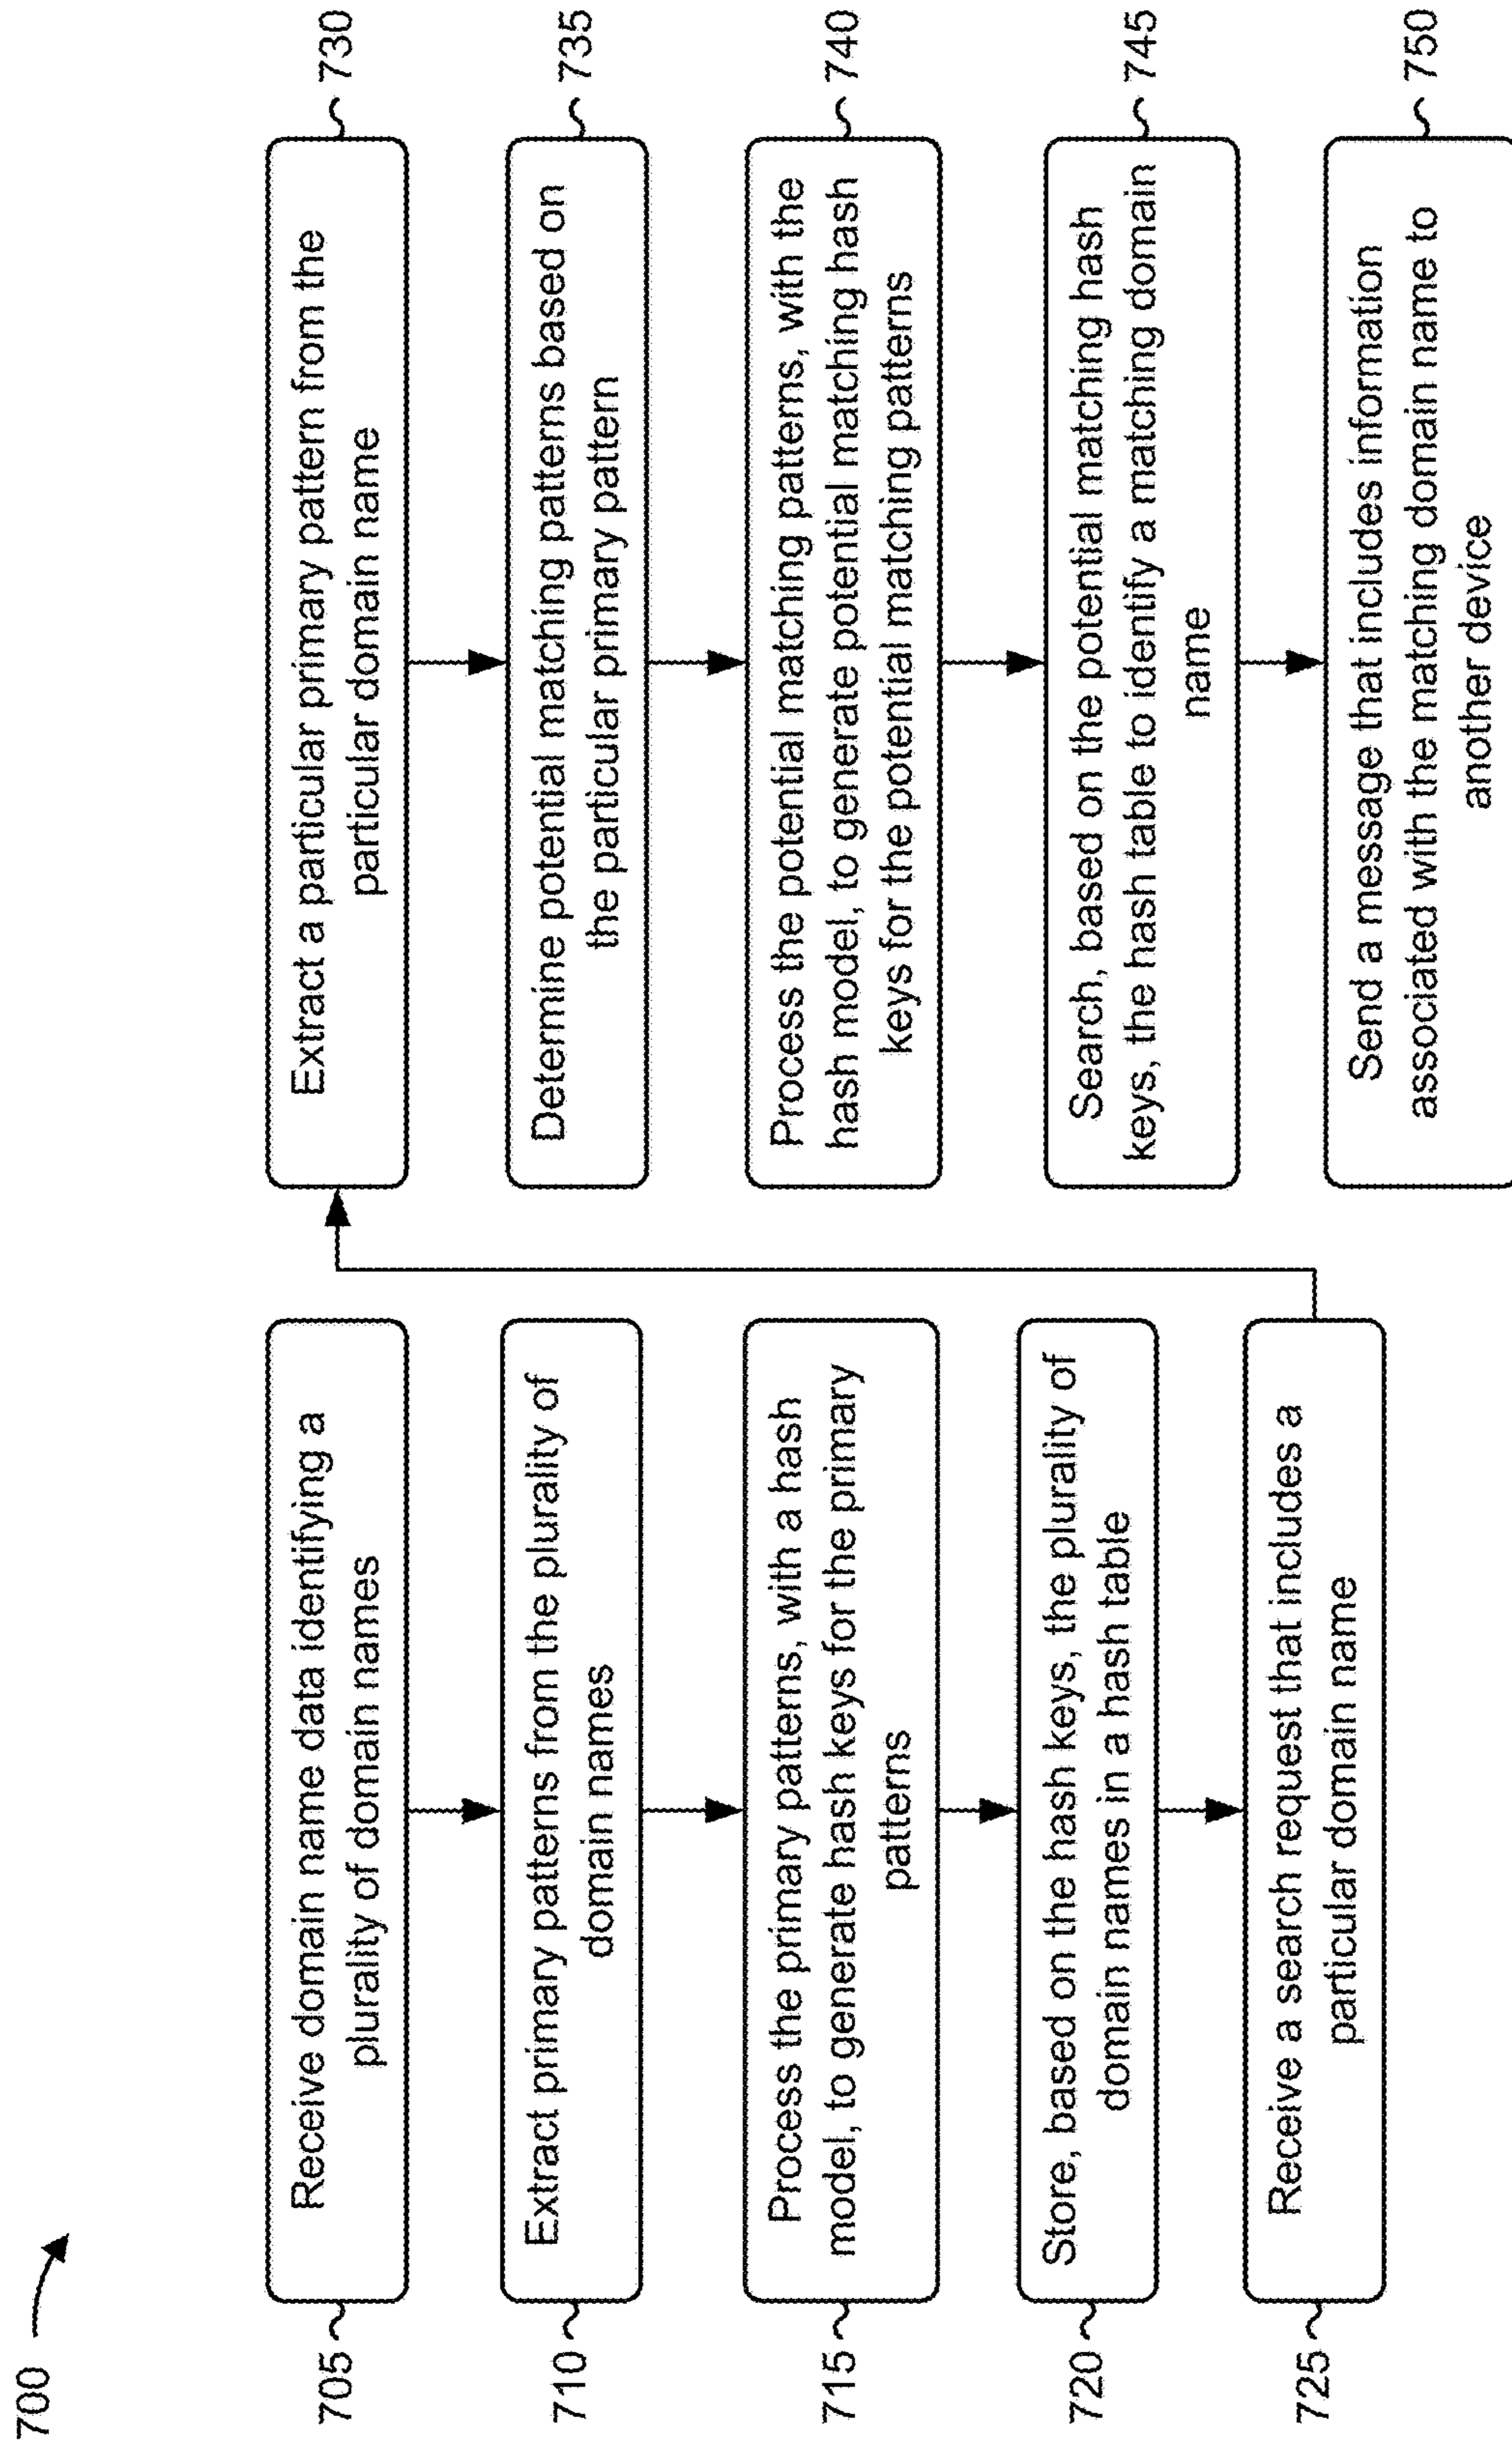 700
705
Receive domain name data identifying a
plurality of domain names
710
Extract primary patterns from the plurality of
domain names
715
Process the primary patterns, with a hash
model, to generate hash keys for the primary
patterns
720
Store, based on the hash keys, the plurality of
domain names in a hash table
725
Receive a search request that includes a
particular domain name
730
Extract a particular primary pattern from the
particular domain name
735
Determine potential matching patterns based on
the particular primary pattern
740
Process the potential matching patterns, with the
hash model, to generate potential matching hash
keys for the potential matching patterns
745
Search, based on the potential matching hash
keys, the hash table to identify a matching domain
name
750
Send a message that includes information
associated with the matching domain name to
another device